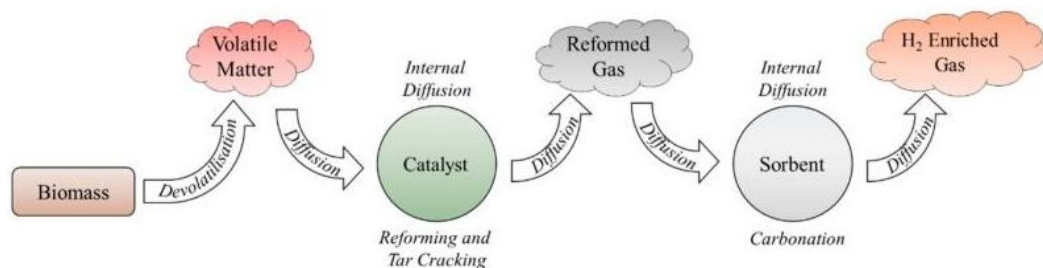 Biomass
Devolatilisation
Volatile
Matter
Diffusion
Internal
Diffusion
Catalyst
Reforming and
Tar Cracking
Diffusion
Reformed
Gas
Diffusion
Internal
Diffusion
Sorbent
Carbonation
Diffusion
H₂ Enriched
Gas